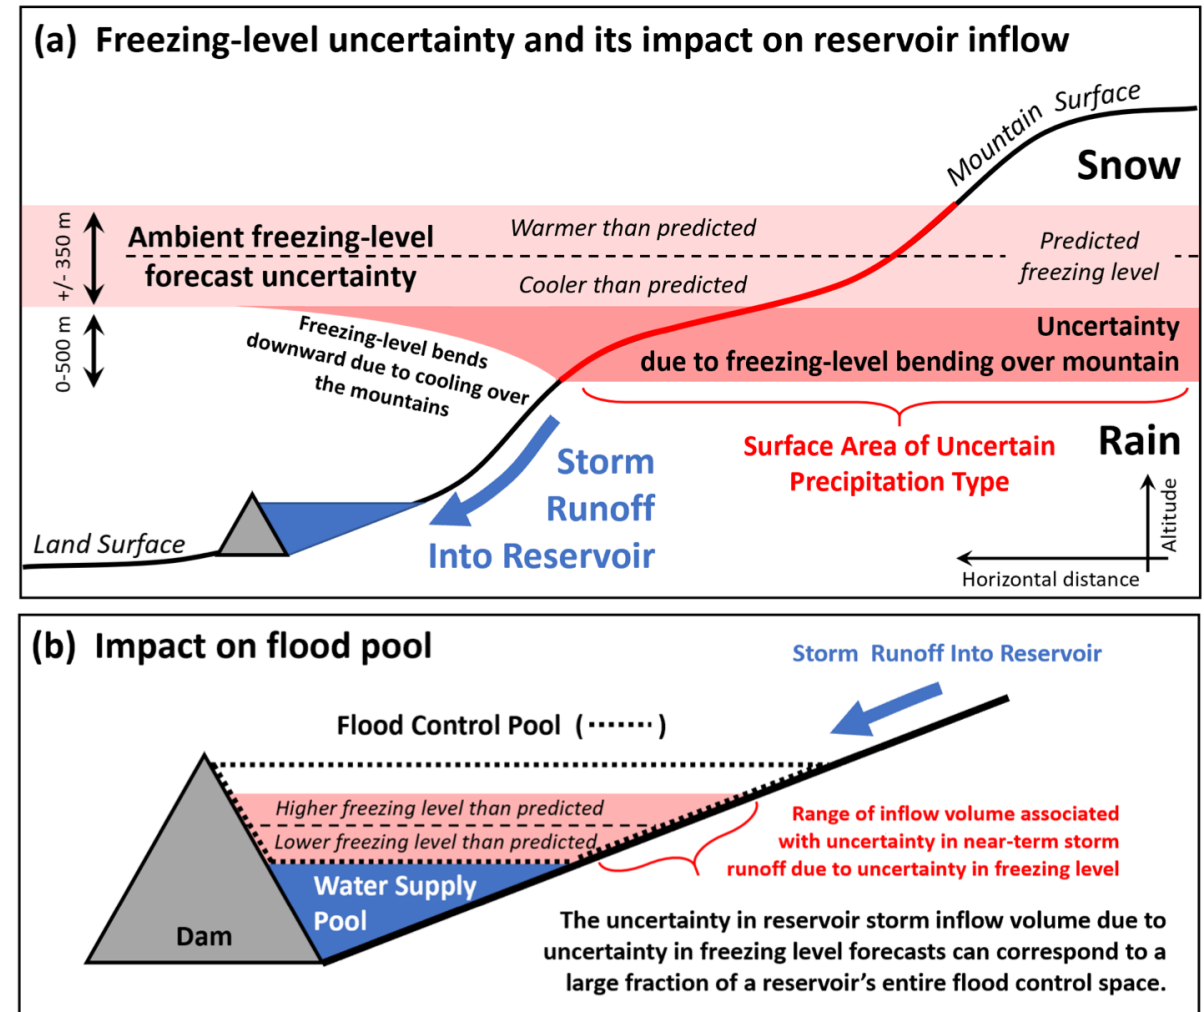 (a) Freezing-level uncertainty and its impact on reservoir inflow
Mountain Surface
Snow
+/- 350 m
Ambient freezing-level
forecast uncertainty
Warmer than predicted
Cooler than predicted
Predicted
freezing level
0-500 m
Freezing-level bends
downward due to cooling over
the mountains
Uncertainty
due to freezing-level bending over mountain
Surface Area of Uncertain
Precipitation Type
Rain
Storm
Runoff
Into Reservoir
Land Surface
Altitude
Horizontal distance
(b) Impact on flood pool
Storm Runoff Into Reservoir
Flood Control Pool (.......)
Higher freezing level than predicted
Lower freezing level than predicted
Water Supply
Pool
Dam
Range of inflow volume associated
with uncertainty in near-term storm
runoff due to uncertainty in freezing level
The uncertainty in reservoir storm inflow volume due to
uncertainty in freezing level forecasts can correspond to a
large fraction of a reservoir’s entire flood control space.